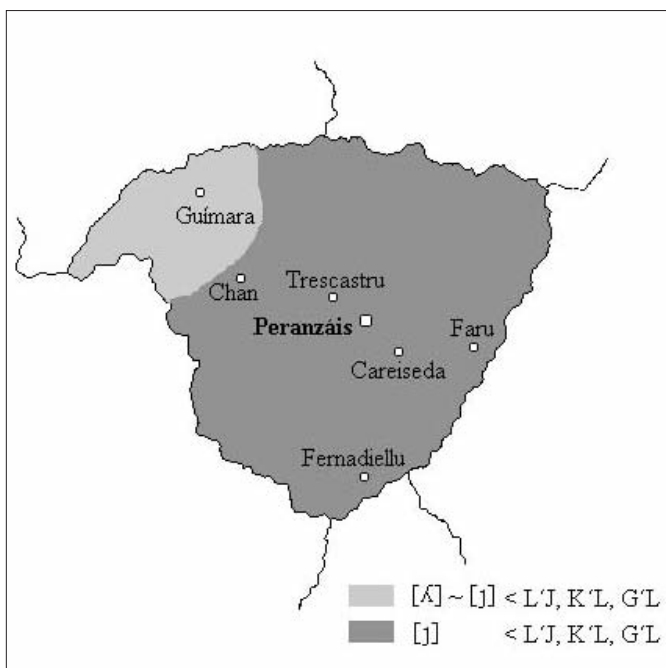 Guímara
Chan
Trescastru
Peranzáis
Faru
Careiseda
Fernadiellu
[ʎ] ~ [ȷ] < L´J, K´L, G´L
[ȷ] < L´J, K´L, G´L